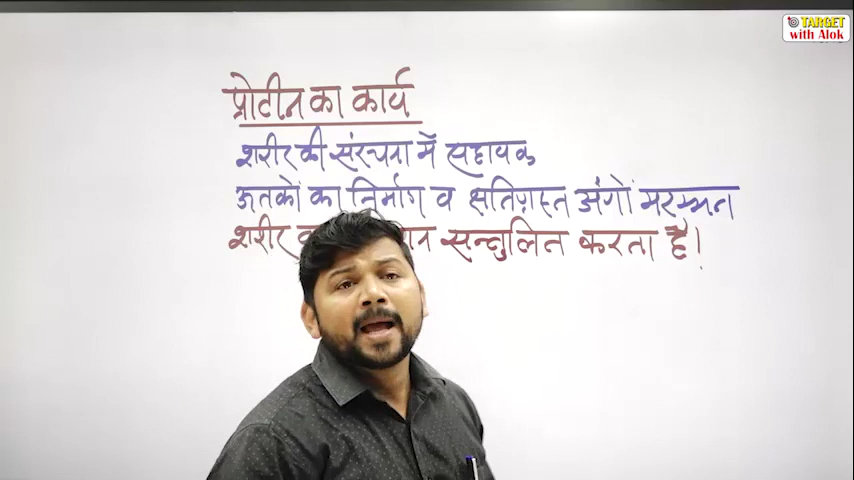 TARGET
with Alok
प्रोटीन का कार्य
शरीर की संरचना में सहायक
ऊतकों का निर्माण व क्षतिग्रस्त अंगों मरम्मत
शरीर सन्तुलित करता है।